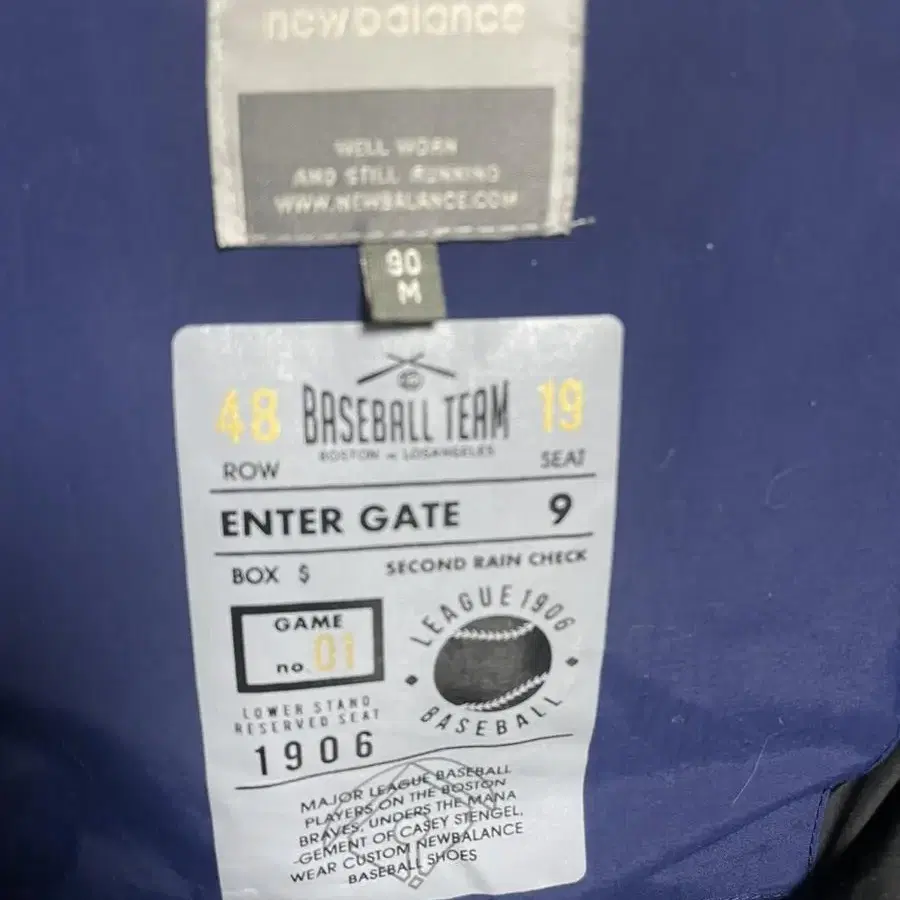 newbalance
WELL WORN
AND STILL RUNNING
WWW.NEWBALANCE.COM
90
M
48 BASEBALL TEAM 19
BOSTON LOSANGELES
ROW SEAT
ENTER GATE 9
BOX $ SECOND RAIN CHECK
GAME
no. 01
LEAGUE 1906
BASEBALL
LOWER STAND
RESERVED SEAT
1906
MAJOR LEAGUE BASEBALL
PLAYERS ON THE BOSTON
BRAVES, UNDERS THE MANA
-GEMENT OF CASEY STENGEL,
WEAR CUSTOM NEWBALANCE
BASEBALL SHOES